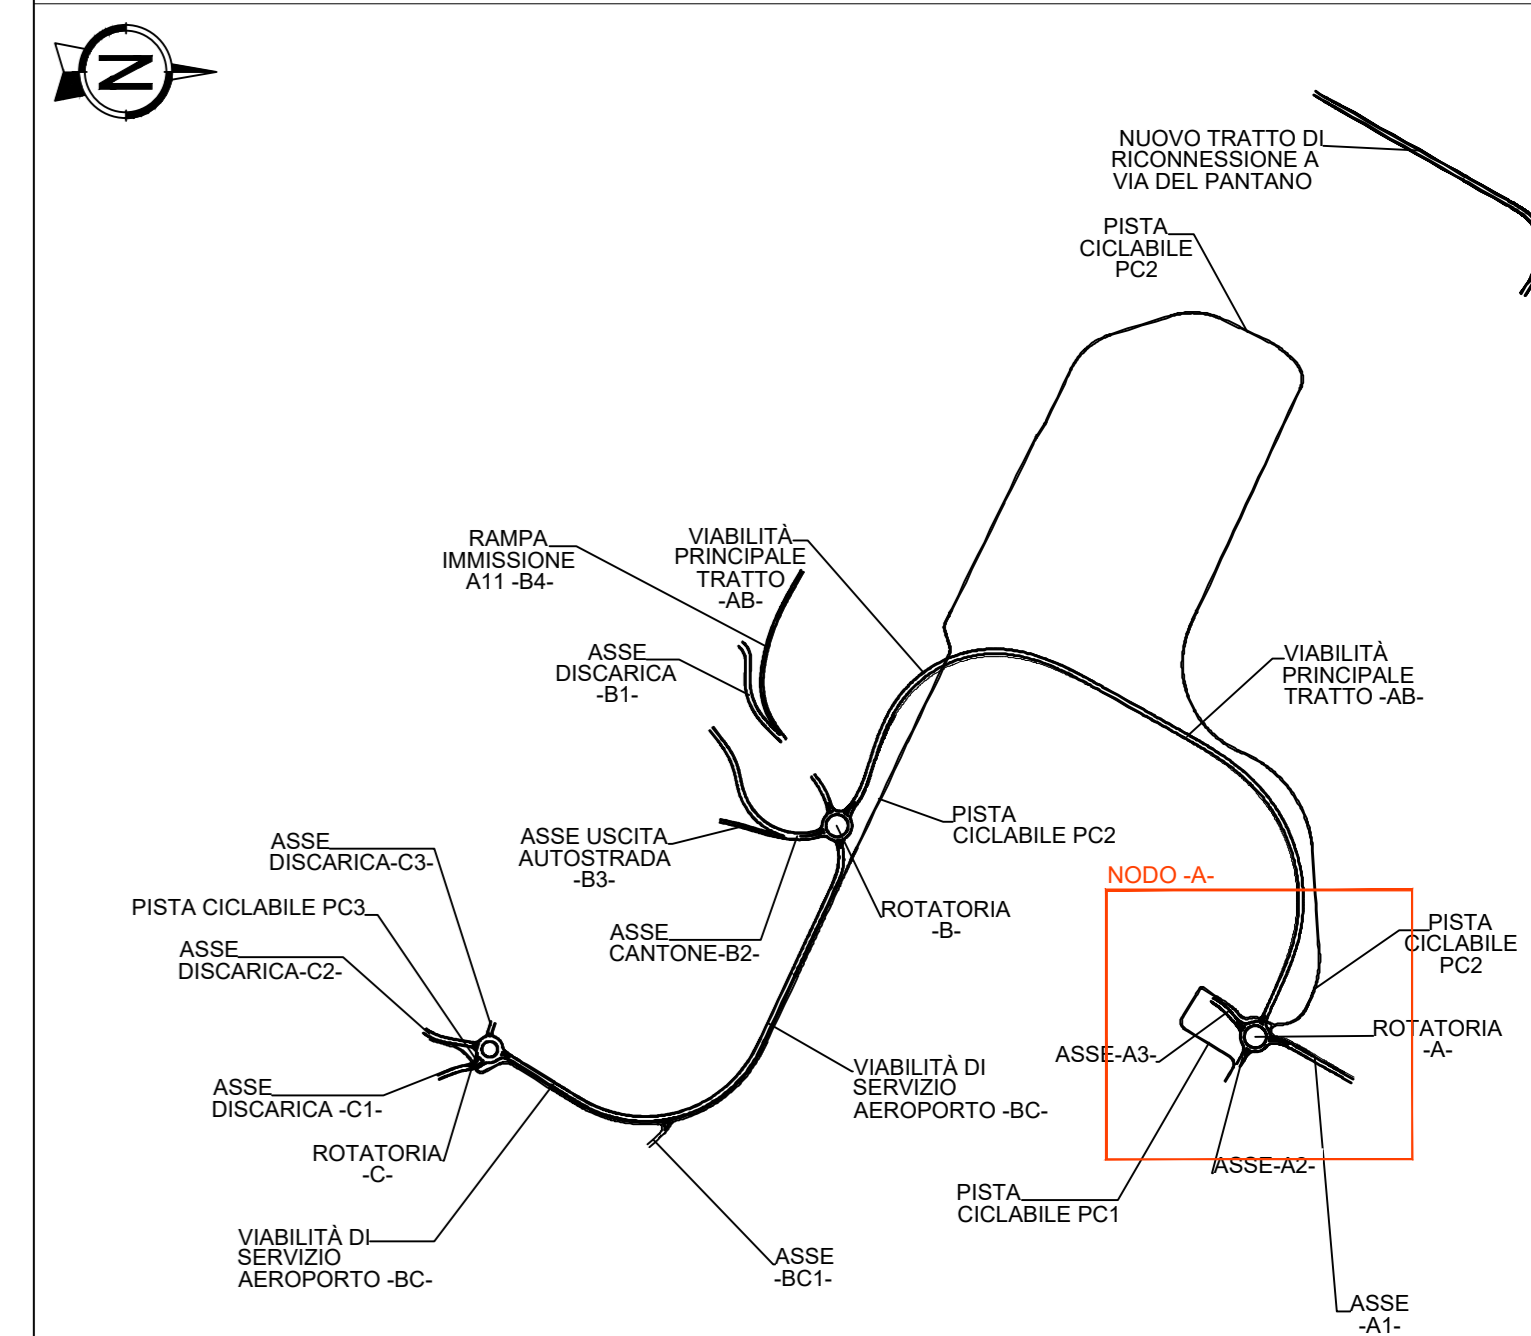 N
NUOVO TRATTO DI
RICONNESSIONE A
VIA DEL PANTANO
PISTA
CICLABILE
PC2
RAMPA
IMMISSIONE
A11 -B4-
VIABILITÀ
PRINCIPALE
TRATTO
-AB-
ASSE
DISCARICA
-B1-
VIABILITÀ
PRINCIPALE
TRATTO -AB-
PISTA
CICLABILE PC2
ASSE USCITA
AUTOSTRADA
-B3-
ASSE
DISCARICA-C3-
NODO -A-
PISTA CICLABILE PC3
ROTATORIA
-B-
ASSE
CANTONE-B2-
PISTA
CICLABILE
PC2
ASSE
DISCARICA-C2-
ROTATORIA
-A-
ASSE-A3-
VIABILITÀ DI
SERVIZIO
AEROPORTO -BC-
ASSE
DISCARICA -C1-
ROTATORIA
-C-
ASSE-A2-
PISTA
CICLABILE PC1
VIABILITÀ DI
SERVIZIO
AEROPORTO -BC-
ASSE
-BC1-
ASSE
-A1-